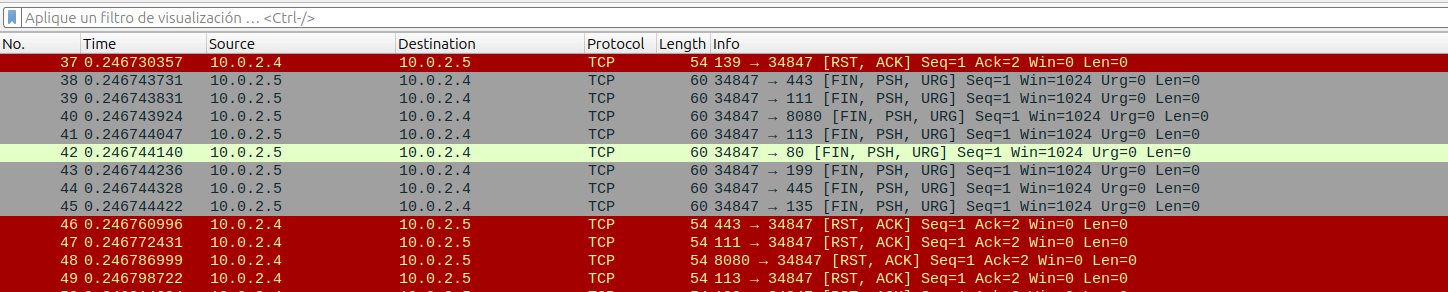 Aplique un filtro de visualización … <Ctrl-/>
No. Time Source Destination Protocol Length Info
37 0.246730357 10.0.2.4 10.0.2.5 TCP 54 139 → 34847 [RST, ACK] Seq=1 Ack=2 Win=0 Len=0
38 0.246743731 10.0.2.5 10.0.2.4 TCP 60 34847 → 443 [FIN, PSH, URG] Seq=1 Win=1024 Urg=0 Len=0
39 0.246743831 10.0.2.5 10.0.2.4 TCP 60 34847 → 111 [FIN, PSH, URG] Seq=1 Win=1024 Urg=0 Len=0
40 0.246743924 10.0.2.5 10.0.2.4 TCP 60 34847 → 8080 [FIN, PSH, URG] Seq=1 Win=1024 Urg=0 Len=0
41 0.246744047 10.0.2.5 10.0.2.4 TCP 60 34847 → 113 [FIN, PSH, URG] Seq=1 Win=1024 Urg=0 Len=0
42 0.246744140 10.0.2.5 10.0.2.4 TCP 60 34847 → 80 [FIN, PSH, URG] Seq=1 Win=1024 Urg=0 Len=0
43 0.246744236 10.0.2.5 10.0.2.4 TCP 60 34847 → 199 [FIN, PSH, URG] Seq=1 Win=1024 Urg=0 Len=0
44 0.246744328 10.0.2.5 10.0.2.4 TCP 60 34847 → 445 [FIN, PSH, URG] Seq=1 Win=1024 Urg=0 Len=0
45 0.246744422 10.0.2.5 10.0.2.4 TCP 60 34847 → 135 [FIN, PSH, URG] Seq=1 Win=1024 Urg=0 Len=0
46 0.246760996 10.0.2.4 10.0.2.5 TCP 54 443 → 34847 [RST, ACK] Seq=1 Ack=2 Win=0 Len=0
47 0.246772431 10.0.2.4 10.0.2.5 TCP 54 111 → 34847 [RST, ACK] Seq=1 Ack=2 Win=0 Len=0
48 0.246786999 10.0.2.4 10.0.2.5 TCP 54 8080 → 34847 [RST, ACK] Seq=1 Ack=2 Win=0 Len=0
49 0.246798722 10.0.2.4 10.0.2.5 TCP 54 113 → 34847 [RST, ACK] Seq=1 Ack=2 Win=0 Len=0